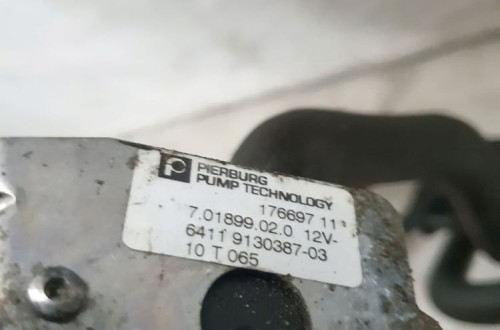 PIERBURG
PUMP TECHNOLOGY
176697 11
7.01899.02.0 12V-
6411 9130387-03
10 T 065